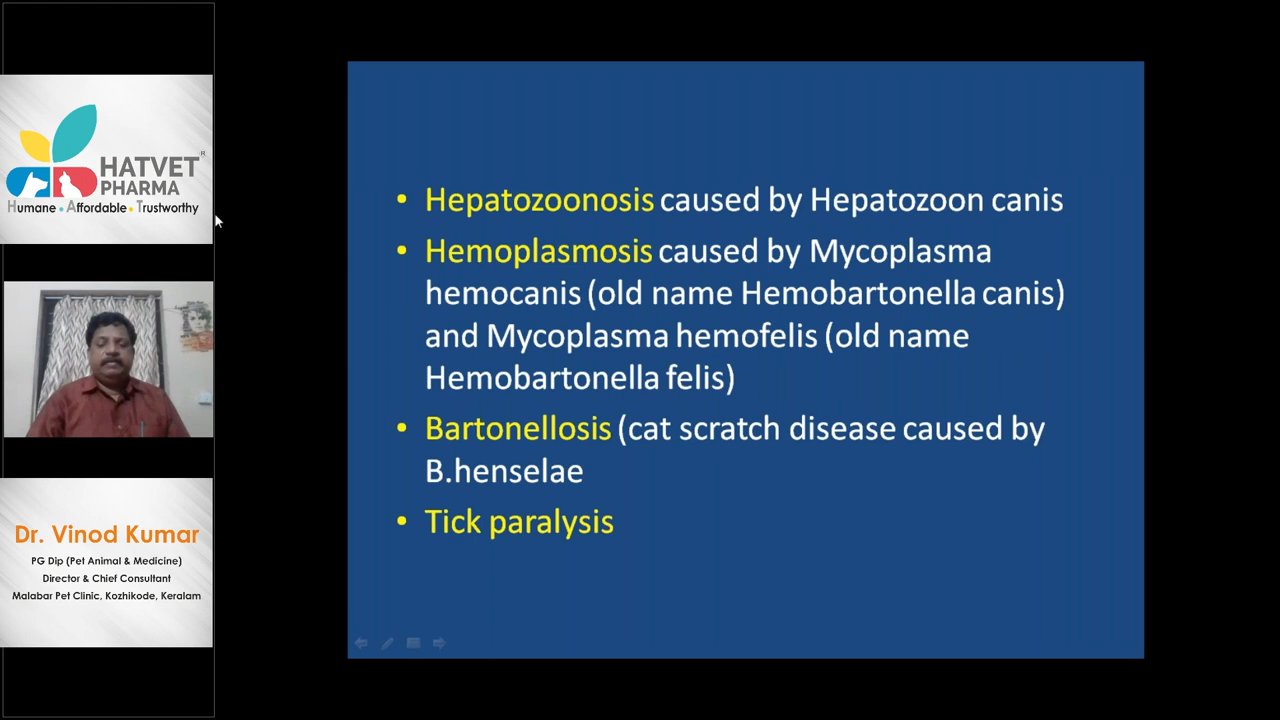 HATVET
PHARMA
®
Humane • Affordable • Trustworthy
Dr. Vinod Kumar
PG Dip (Pet Animal & Medicine)
Director & Chief Consultant
Malabar Pet Clinic, Kozhikode, Keralam
• Hepatozoonosis caused by Hepatozoon canis
• Hemoplasmosis caused by Mycoplasma
hemocanis (old name Hemobartonella canis)
and Mycoplasma hemofelis (old name
Hemobartonella felis)
• Bartonellosis (cat scratch disease caused by
B.henselae
• Tick paralysis